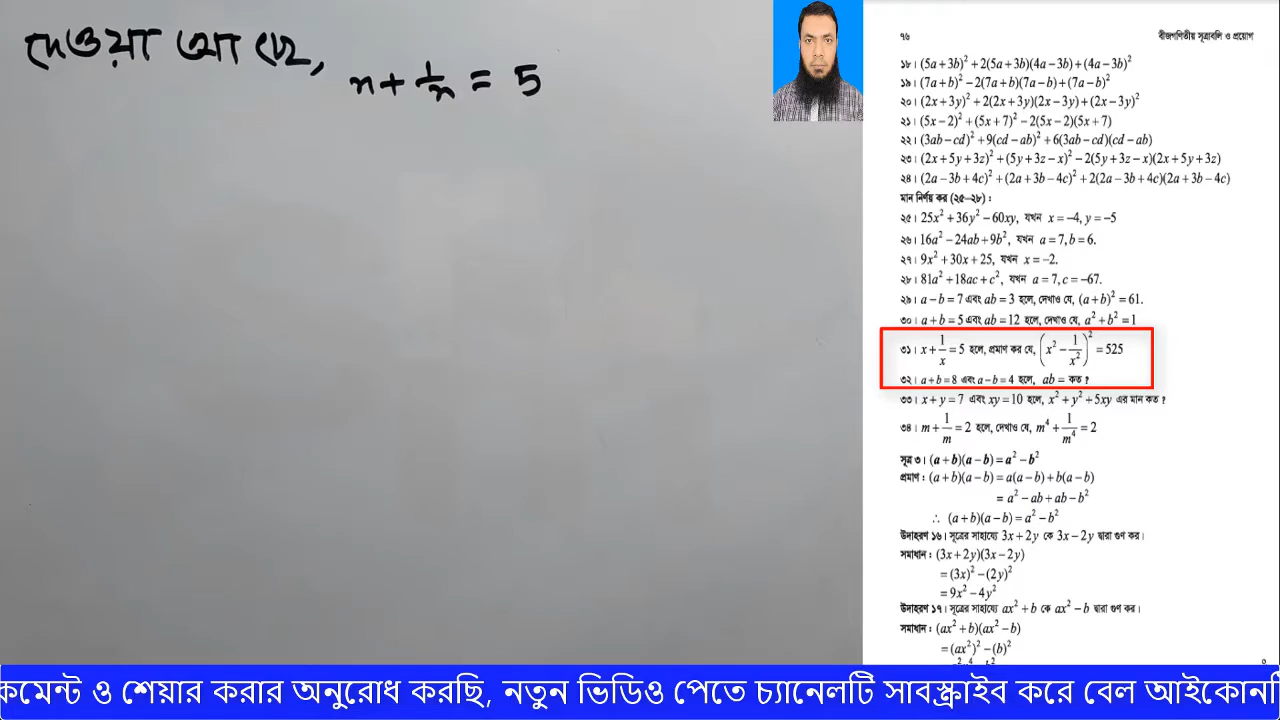 দেওয়া আছে,
x + 1/x = 5
৭৬ বীজগণিতীয় সূত্রাবলি ও প্রয়োগ
১৮। (5a+3b)² + 2(5a+3b)(4a−3b) + (4a−3b)²
১৯। (7a+b)² − 2(7a+b)(7a−b) + (7a−b)²
২০। (2x+3y)² + 2(2x+3y)(2x−3y) + (2x−3y)²
২১। (5x−2)² + (5x+7)² − 2(5x−2)(5x+7)
২২। (3ab−cd)² + 9(cd−ab)² + 6(3ab−cd)(cd−ab)
২৩। (2x+5y+3z)² + (5y+3z−x)² − 2(5y+3z−x)(2x+5y+3z)
২৪। (2a−3b+4c)² + (2a+3b−4c)² + 2(2a−3b+4c)(2a+3b−4c)
মান নির্ণয় কর (২৫−২৮) :
২৫। 25x² + 36y² − 60xy, যখন x = −4, y = −5
২৬। 16a² − 24ab + 9b², যখন a = 7, b = 6.
২৭। 9x² + 30x + 25, যখন x = −2.
২৮। 81a² + 18ac + c², যখন a = 7, c = −67.
২৯। a − b = 7 এবং ab = 3 হলে, দেখাও যে, (a+b)² = 61.
৩০। a + b = 5 এবং ab = 12 হলে, দেখাও যে, a² + b² = 1
৩১। x + 1/x = 5 হলে, প্রমাণ কর যে, (x² − 1/x²)² = 525
৩২। a + b = 8 এবং a − b = 4 হলে, ab = কত ?
৩৩। x + y = 7 এবং xy = 10 হলে, x² + y² + 5xy এর মান কত ?
৩৪। m + 1/m = 2 হলে, দেখাও যে, m⁴ + 1/m⁴ = 2
সূত্র ৩। (a+b)(a−b) = a² − b²
প্রমাণ : (a+b)(a−b) = a(a−b) + b(a−b)
= a² − ab + ab − b²
∴ (a+b)(a−b) = a² − b²
উদাহরণ ১৬। সূত্রের সাহায্যে 3x + 2y কে 3x − 2y দ্বারা গুণ কর।
সমাধান : (3x+2y)(3x−2y)
= (3x)² − (2y)²
= 9x² − 4y²
উদাহরণ ১৭। সূত্রের সাহায্যে ax² + b কে ax² − b দ্বারা গুণ কর।
সমাধান : (ax²+b)(ax²−b)
= (ax²)² − (b)²
কমেন্ট ও শেয়ার করার অনুরোধ করছি, নতুন ভিডিও পেতে চ্যানেলটি সাবস্ক্রাইব করে বেল আইকোনটি